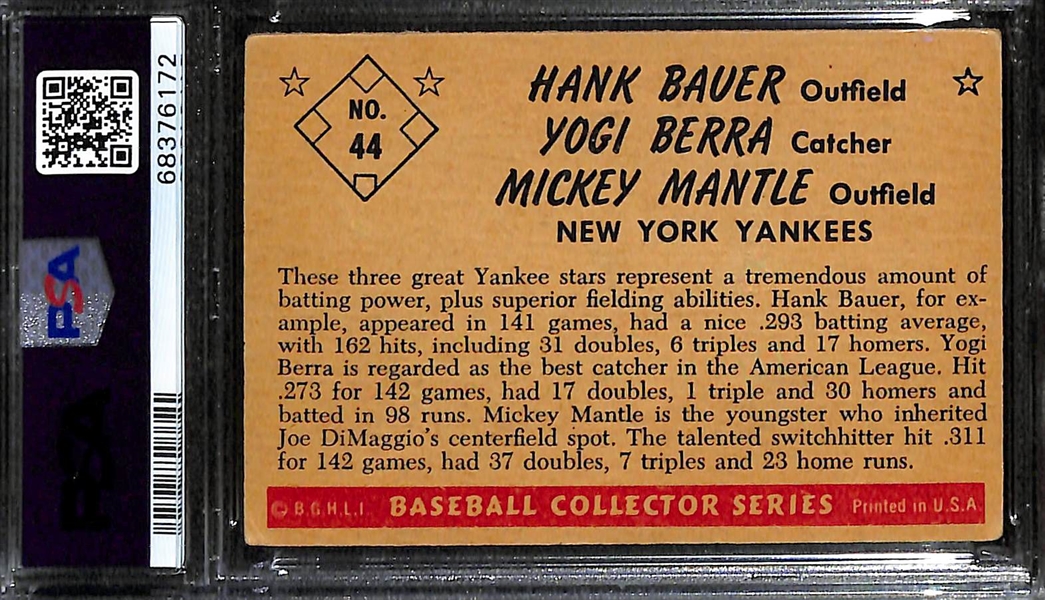 68376172
PSA
NO.
44
HANK BAUER Outfield
YOGI BERRA Catcher
MICKEY MANTLE Outfield
NEW YORK YANKEES
These three great Yankee stars represent a tremendous amount of
batting power, plus superior fielding abilities. Hank Bauer, for ex-
ample, appeared in 141 games, had a nice .293 batting average,
with 162 hits, including 31 doubles, 6 triples and 17 homers. Yogi
Berra is regarded as the best catcher in the American League. Hit
.273 for 142 games, had 17 doubles, 1 triple and 30 homers and
batted in 98 runs. Mickey Mantle is the youngster who inherited
Joe DiMaggio's centerfield spot. The talented switchhitter hit .311
for 142 games, had 37 doubles, 7 triples and 23 home runs.
© B.G.H.L.I. BASEBALL COLLECTOR SERIES Printed in U.S.A.
PSA